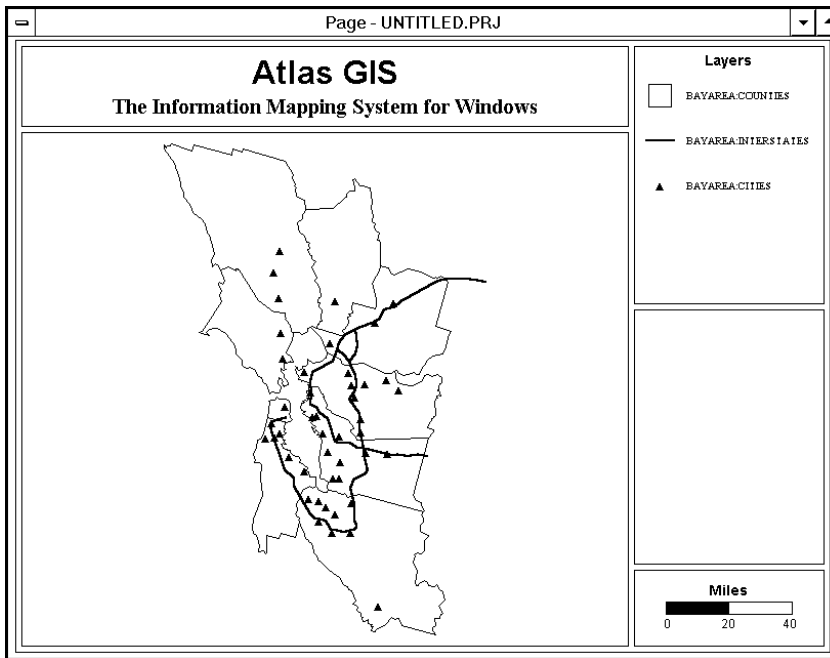 Page - UNTITLED.PRJ
Atlas GIS
The Information Mapping System for Windows
Layers
BAYAREA:COUNTIES
BAYAREA:INTERSTATES
BAYAREA:CITIES
Miles
0 20 40